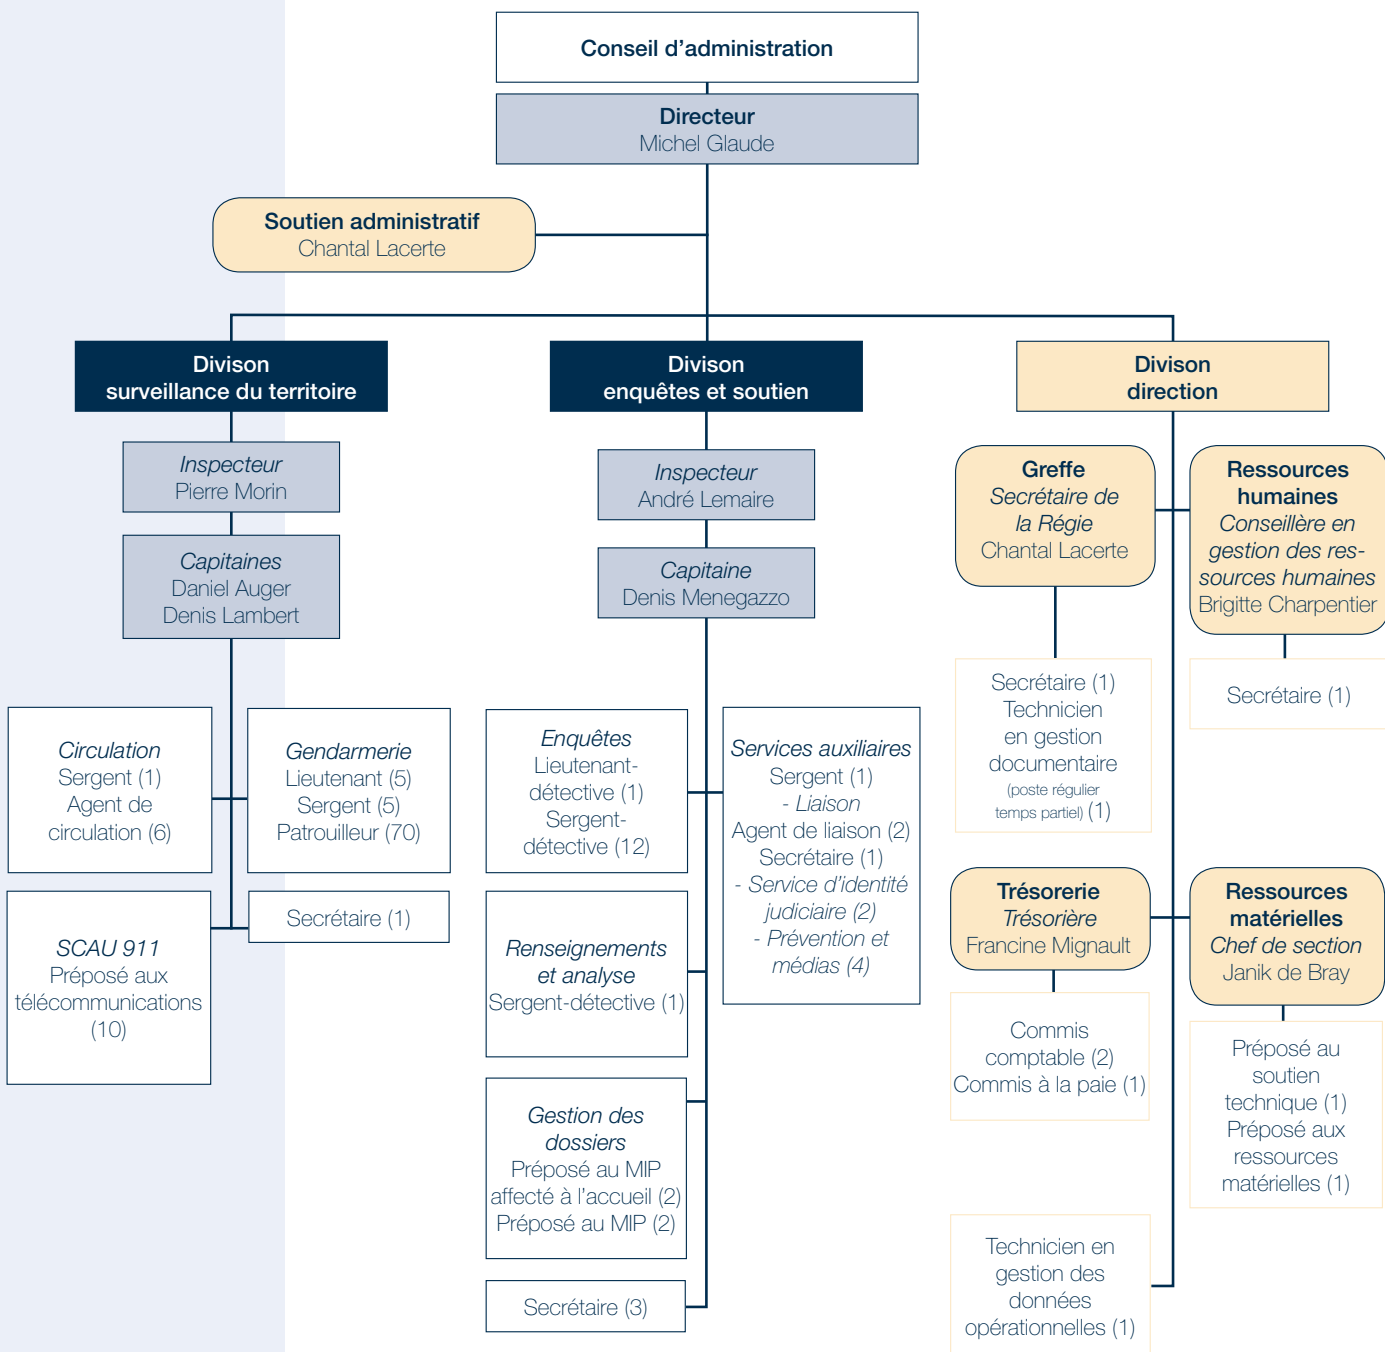 Conseil d'administration
Directeur
Michel Glaude
Soutien administratif
Chantal Lacerte
Divison
surveillance du territoire
Inspecteur
Pierre Morin
Capitaines
Daniel Auger
Denis Lambert
Circulation
Sergent (1)
Agent de
circulation (6)
Gendarmerie
Lieutenant (5)
Sergent (5)
Patrouilleur (70)
SCAU 911
Préposé aux
télécommunications
(10)
Secrétaire (1)
Divison
enquêtes et soutien
Inspecteur
André Lemaire
Capitaine
Denis Menegazzo
Enquêtes
Lieutenant-
détective (1)
Sergent-
détective (12)
Services auxiliaires
Sergent (1)
- Liaison
Agent de liaison (2)
Secrétaire (1)
- Service d'identité
judiciaire (2)
- Prévention et
médias (4)
Renseignements
et analyse
Sergent-détective (1)
Gestion des
dossiers
Préposé au MIP
affecté à l'accueil (2)
Préposé au MIP (2)
Secrétaire (3)
Divison
direction
Greffe
Secrétaire de
la Régie
Chantal Lacerte
Secrétaire (1)
Technicien
en gestion
documentaire
(poste régulier
temps partiel) (1)
Ressources
humaines
Conseillère en
gestion des res-
sources humaines
Brigitte Charpentier
Secrétaire (1)
Trésorerie
Trésorière
Francine Mignault
Commis
comptable (2)
Commis à la paie (1)
Ressources
matérielles
Chef de section
Janik de Bray
Préposé au
soutien
technique (1)
Préposé aux
ressources
matérielles (1)
Technicien en
gestion des
données
opérationnelles (1)